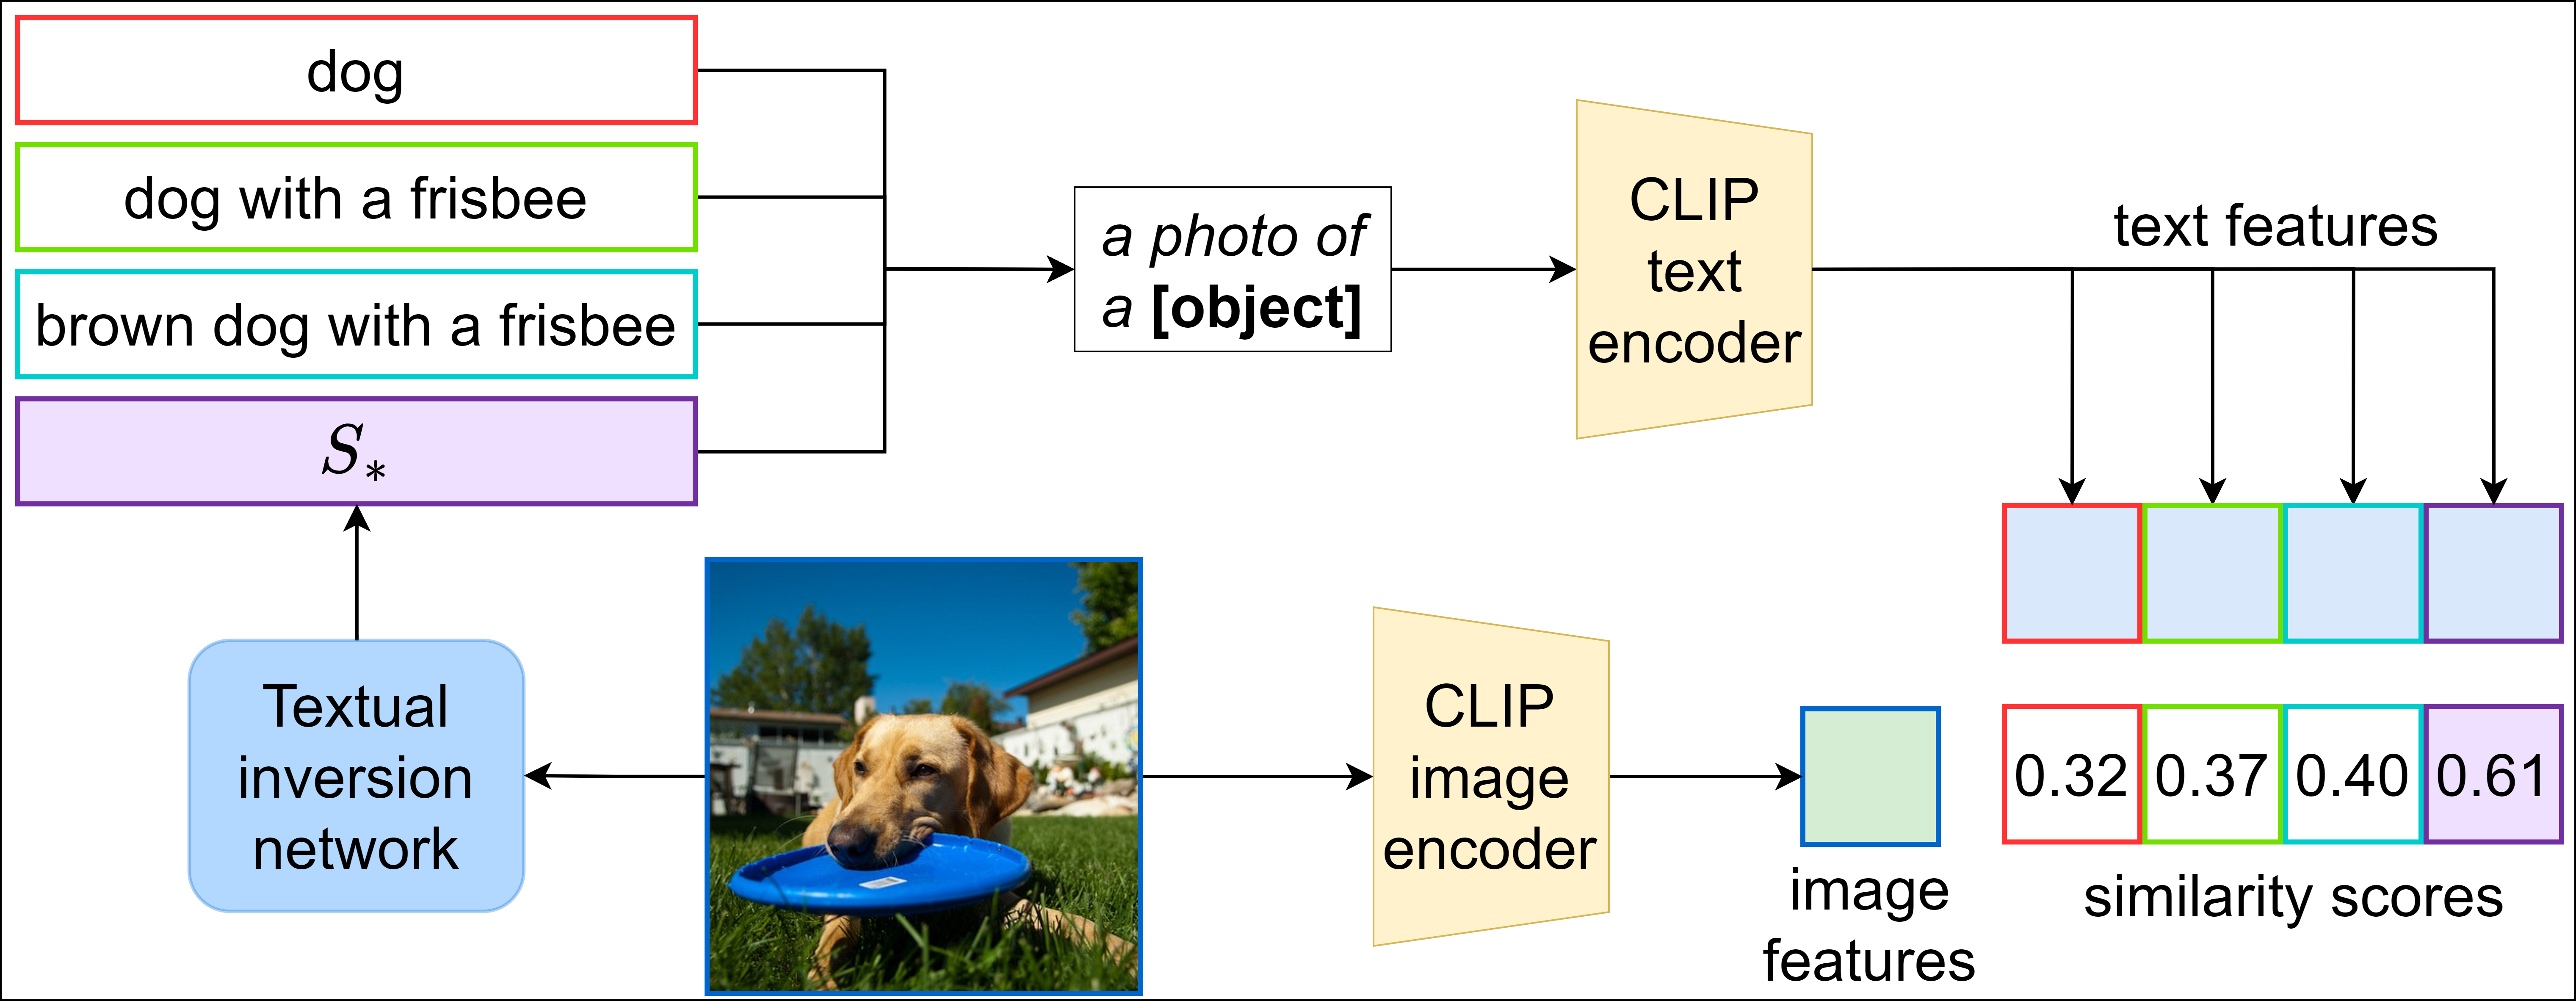 dog
dog with a frisbee
brown dog with a frisbee
S*
a photo of
a [object]
CLIP
text
encoder
text features
Textual
inversion
network
CLIP
image
encoder
image
features
0.32 0.37 0.40 0.61
similarity scores